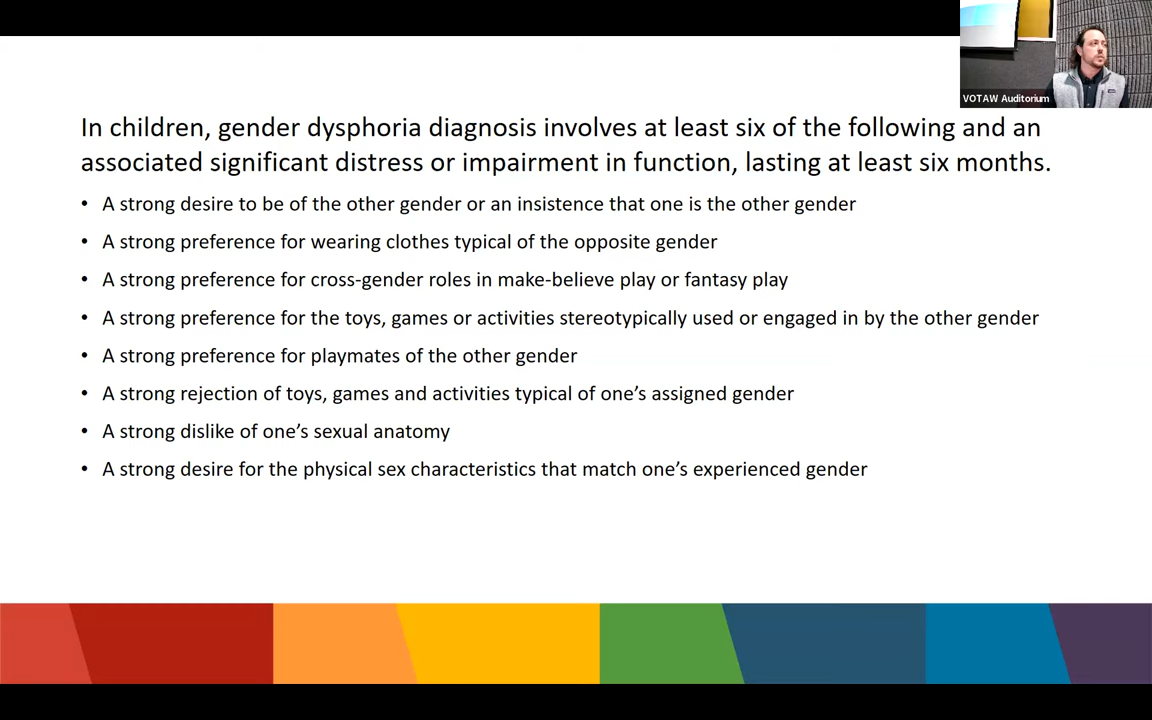 VOTAW Auditorium
In children, gender dysphoria diagnosis involves at least six of the following and an
associated significant distress or impairment in function, lasting at least six months.
• A strong desire to be of the other gender or an insistence that one is the other gender
• A strong preference for wearing clothes typical of the opposite gender
• A strong preference for cross-gender roles in make-believe play or fantasy play
• A strong preference for the toys, games or activities stereotypically used or engaged in by the other gender
• A strong preference for playmates of the other gender
• A strong rejection of toys, games and activities typical of one’s assigned gender
• A strong dislike of one’s sexual anatomy
• A strong desire for the physical sex characteristics that match one’s experienced gender